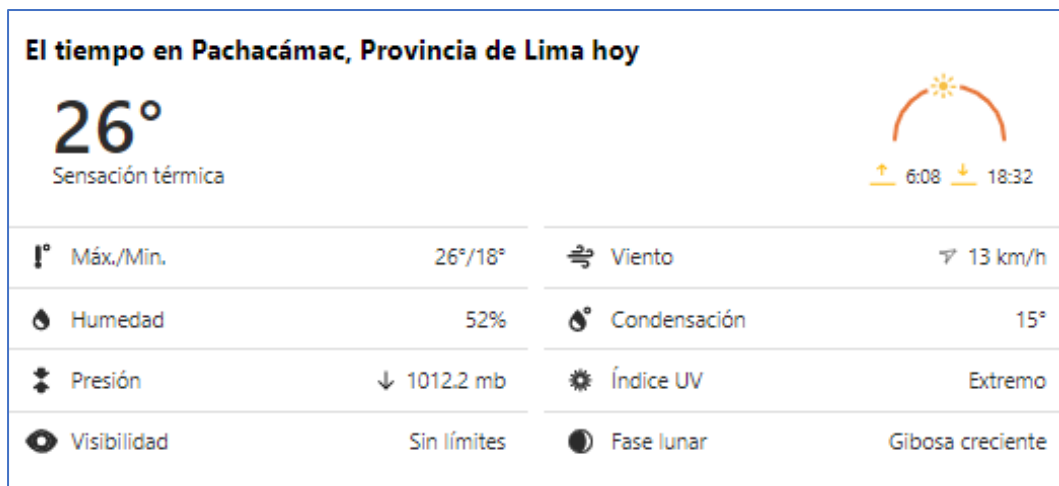 El tiempo en Pachacámac, Provincia de Lima hoy
26°
Sensación térmica
6:08 18:32
Máx./Min. 26°/18°
Viento 13 km/h
Humedad 52%
Condensación 15°
Presión ↓ 1012.2 mb
Índice UV Extremo
Visibilidad Sin límites
Fase lunar Gibosa creciente